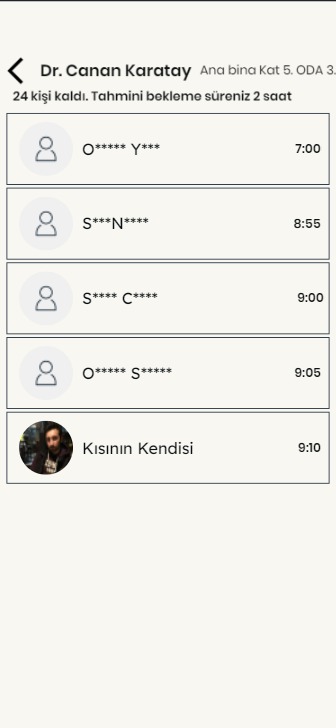 Dr. Canan Karatay Ana bina Kat 5. ODA 3.
24 kişi kaldı. Tahmini bekleme süreniz 2 saat
O***** Y*** 7:00
S***N**** 8:55
S**** C**** 9:00
O***** S***** 9:05
Kısının Kendisi 9:10